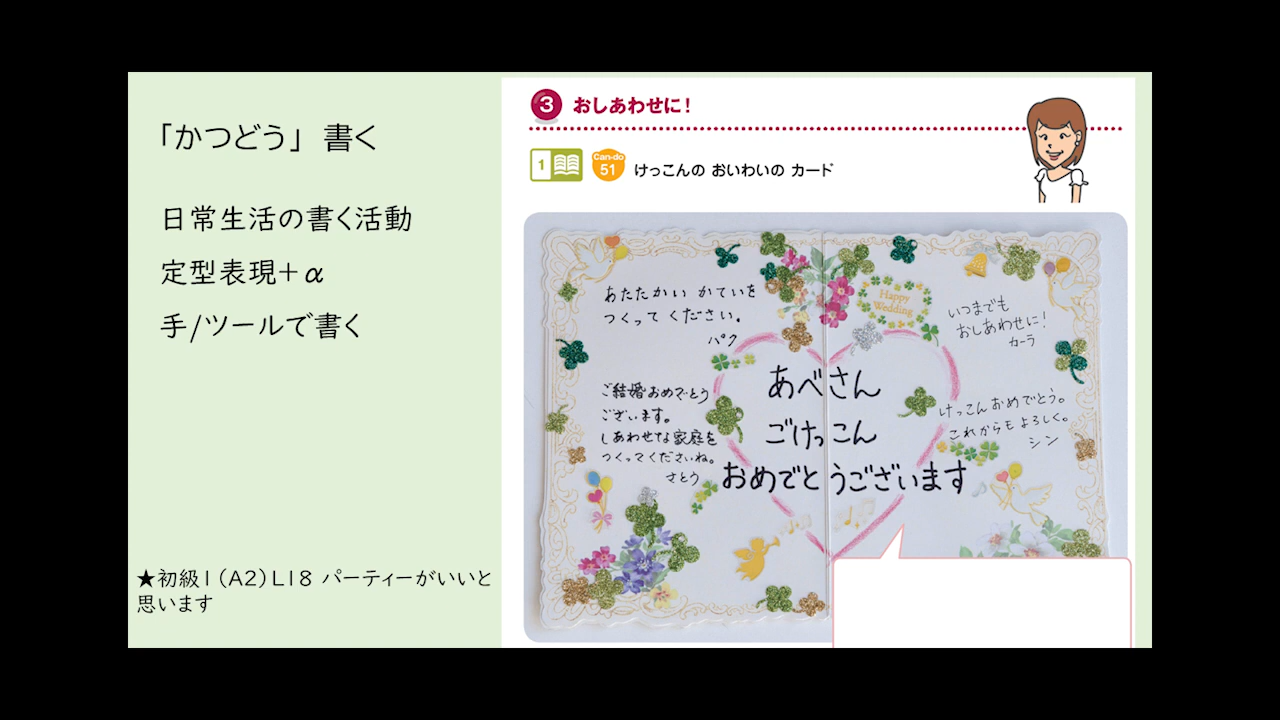 「かつどう」 書く
日常生活の書く活動
定型表現＋α
手/ツールで書く
★初級１（A２）L１８ パーティーがいいと
思います
3 おしあわせに！
1 Can-do 51 けっこんの おいわいの カード
あたたかい かていを
つくって ください。
パク
Happy
Wedding
いつまでも
おしあわせに！
カーラ
ご結婚おめでとう
ございます。
しあわせな家庭を
つくってくださいね。
さとう
あべさん
ごけっこん
おめでとうございます
けっこんおめでとう。
これからもよろしく。
シン